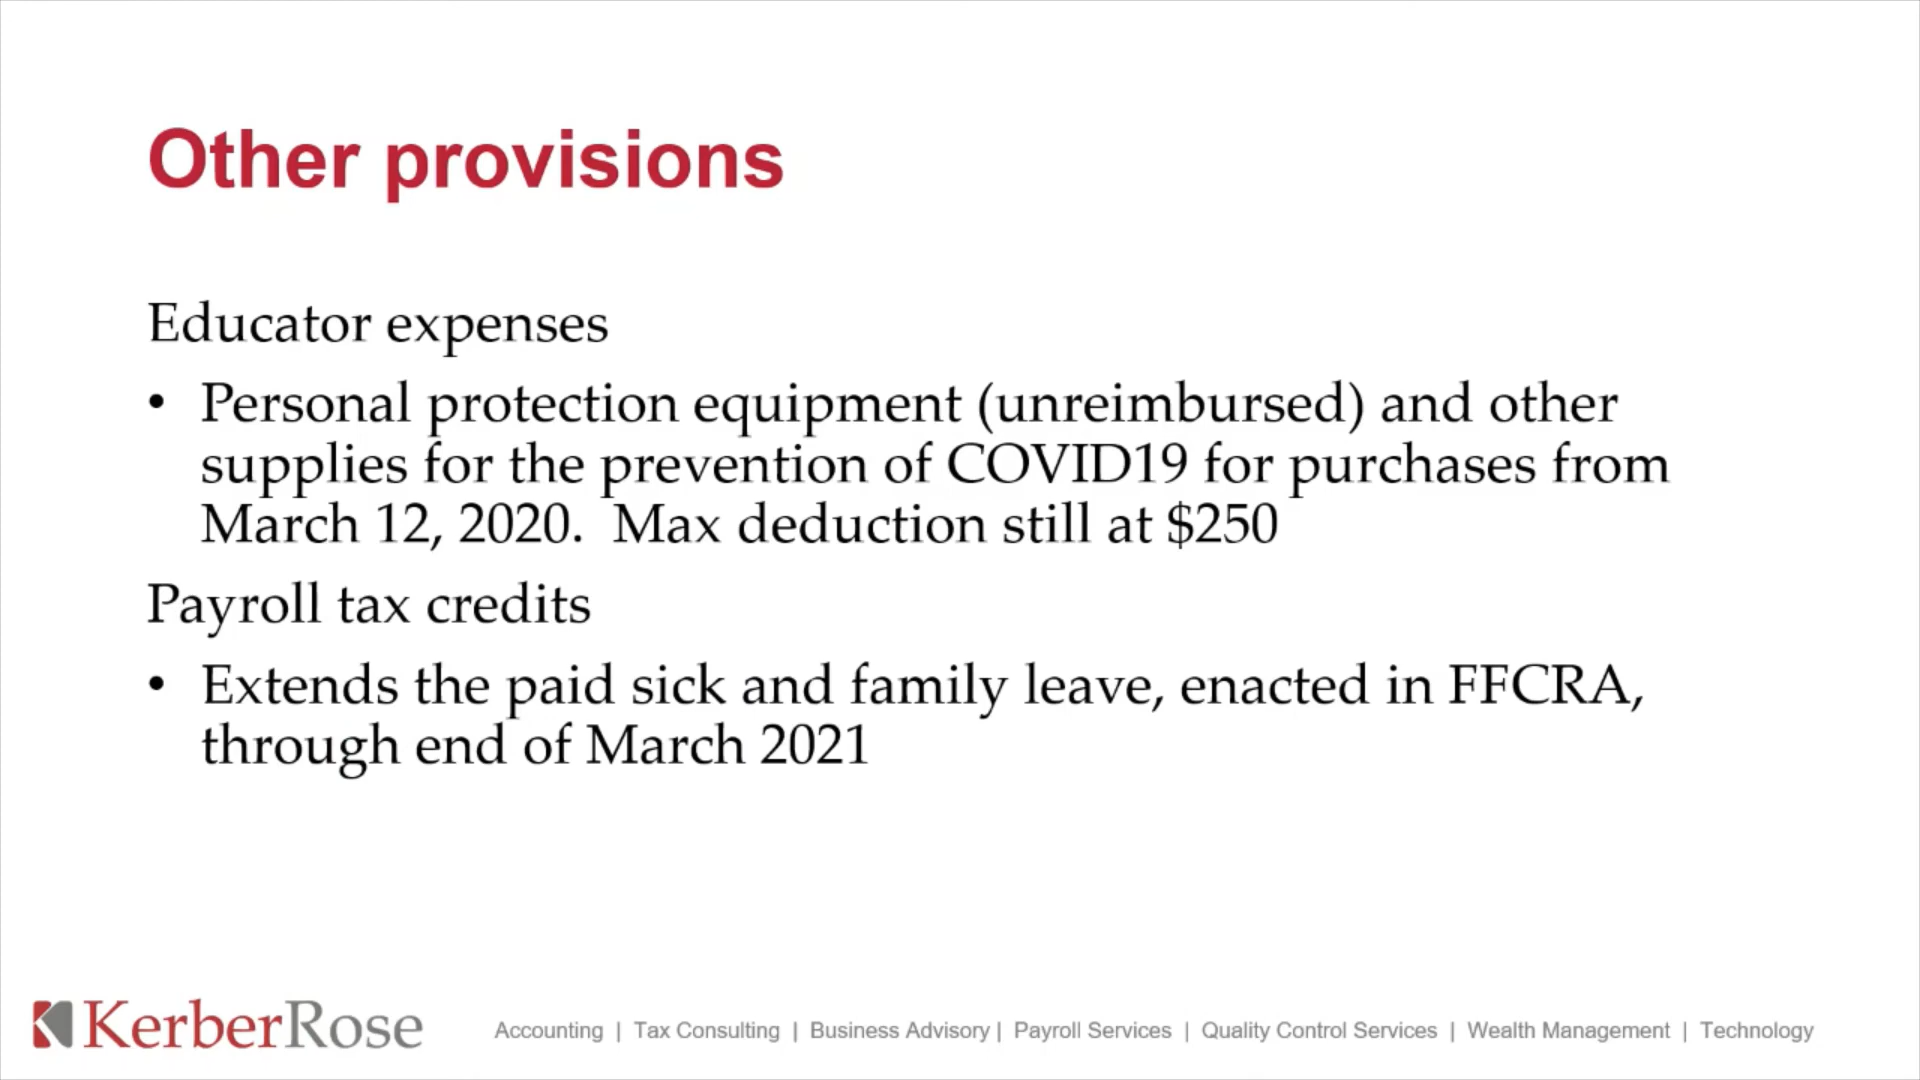 Other provisions
Educator expenses
• Personal protection equipment (unreimbursed) and other
supplies for the prevention of COVID19 for purchases from
March 12, 2020.  Max deduction still at $250
Payroll tax credits
• Extends the paid sick and family leave, enacted in FFCRA,
through end of March 2021
KerberRose
Accounting | Tax Consulting | Business Advisory | Payroll Services | Quality Control Services | Wealth Management | Technology